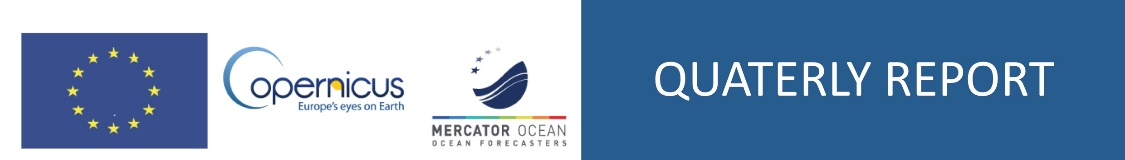 opernicus
Europe's eyes on Earth
MERCATOR OCEAN
OCEAN FORECASTERS
QUATERLY REPORT